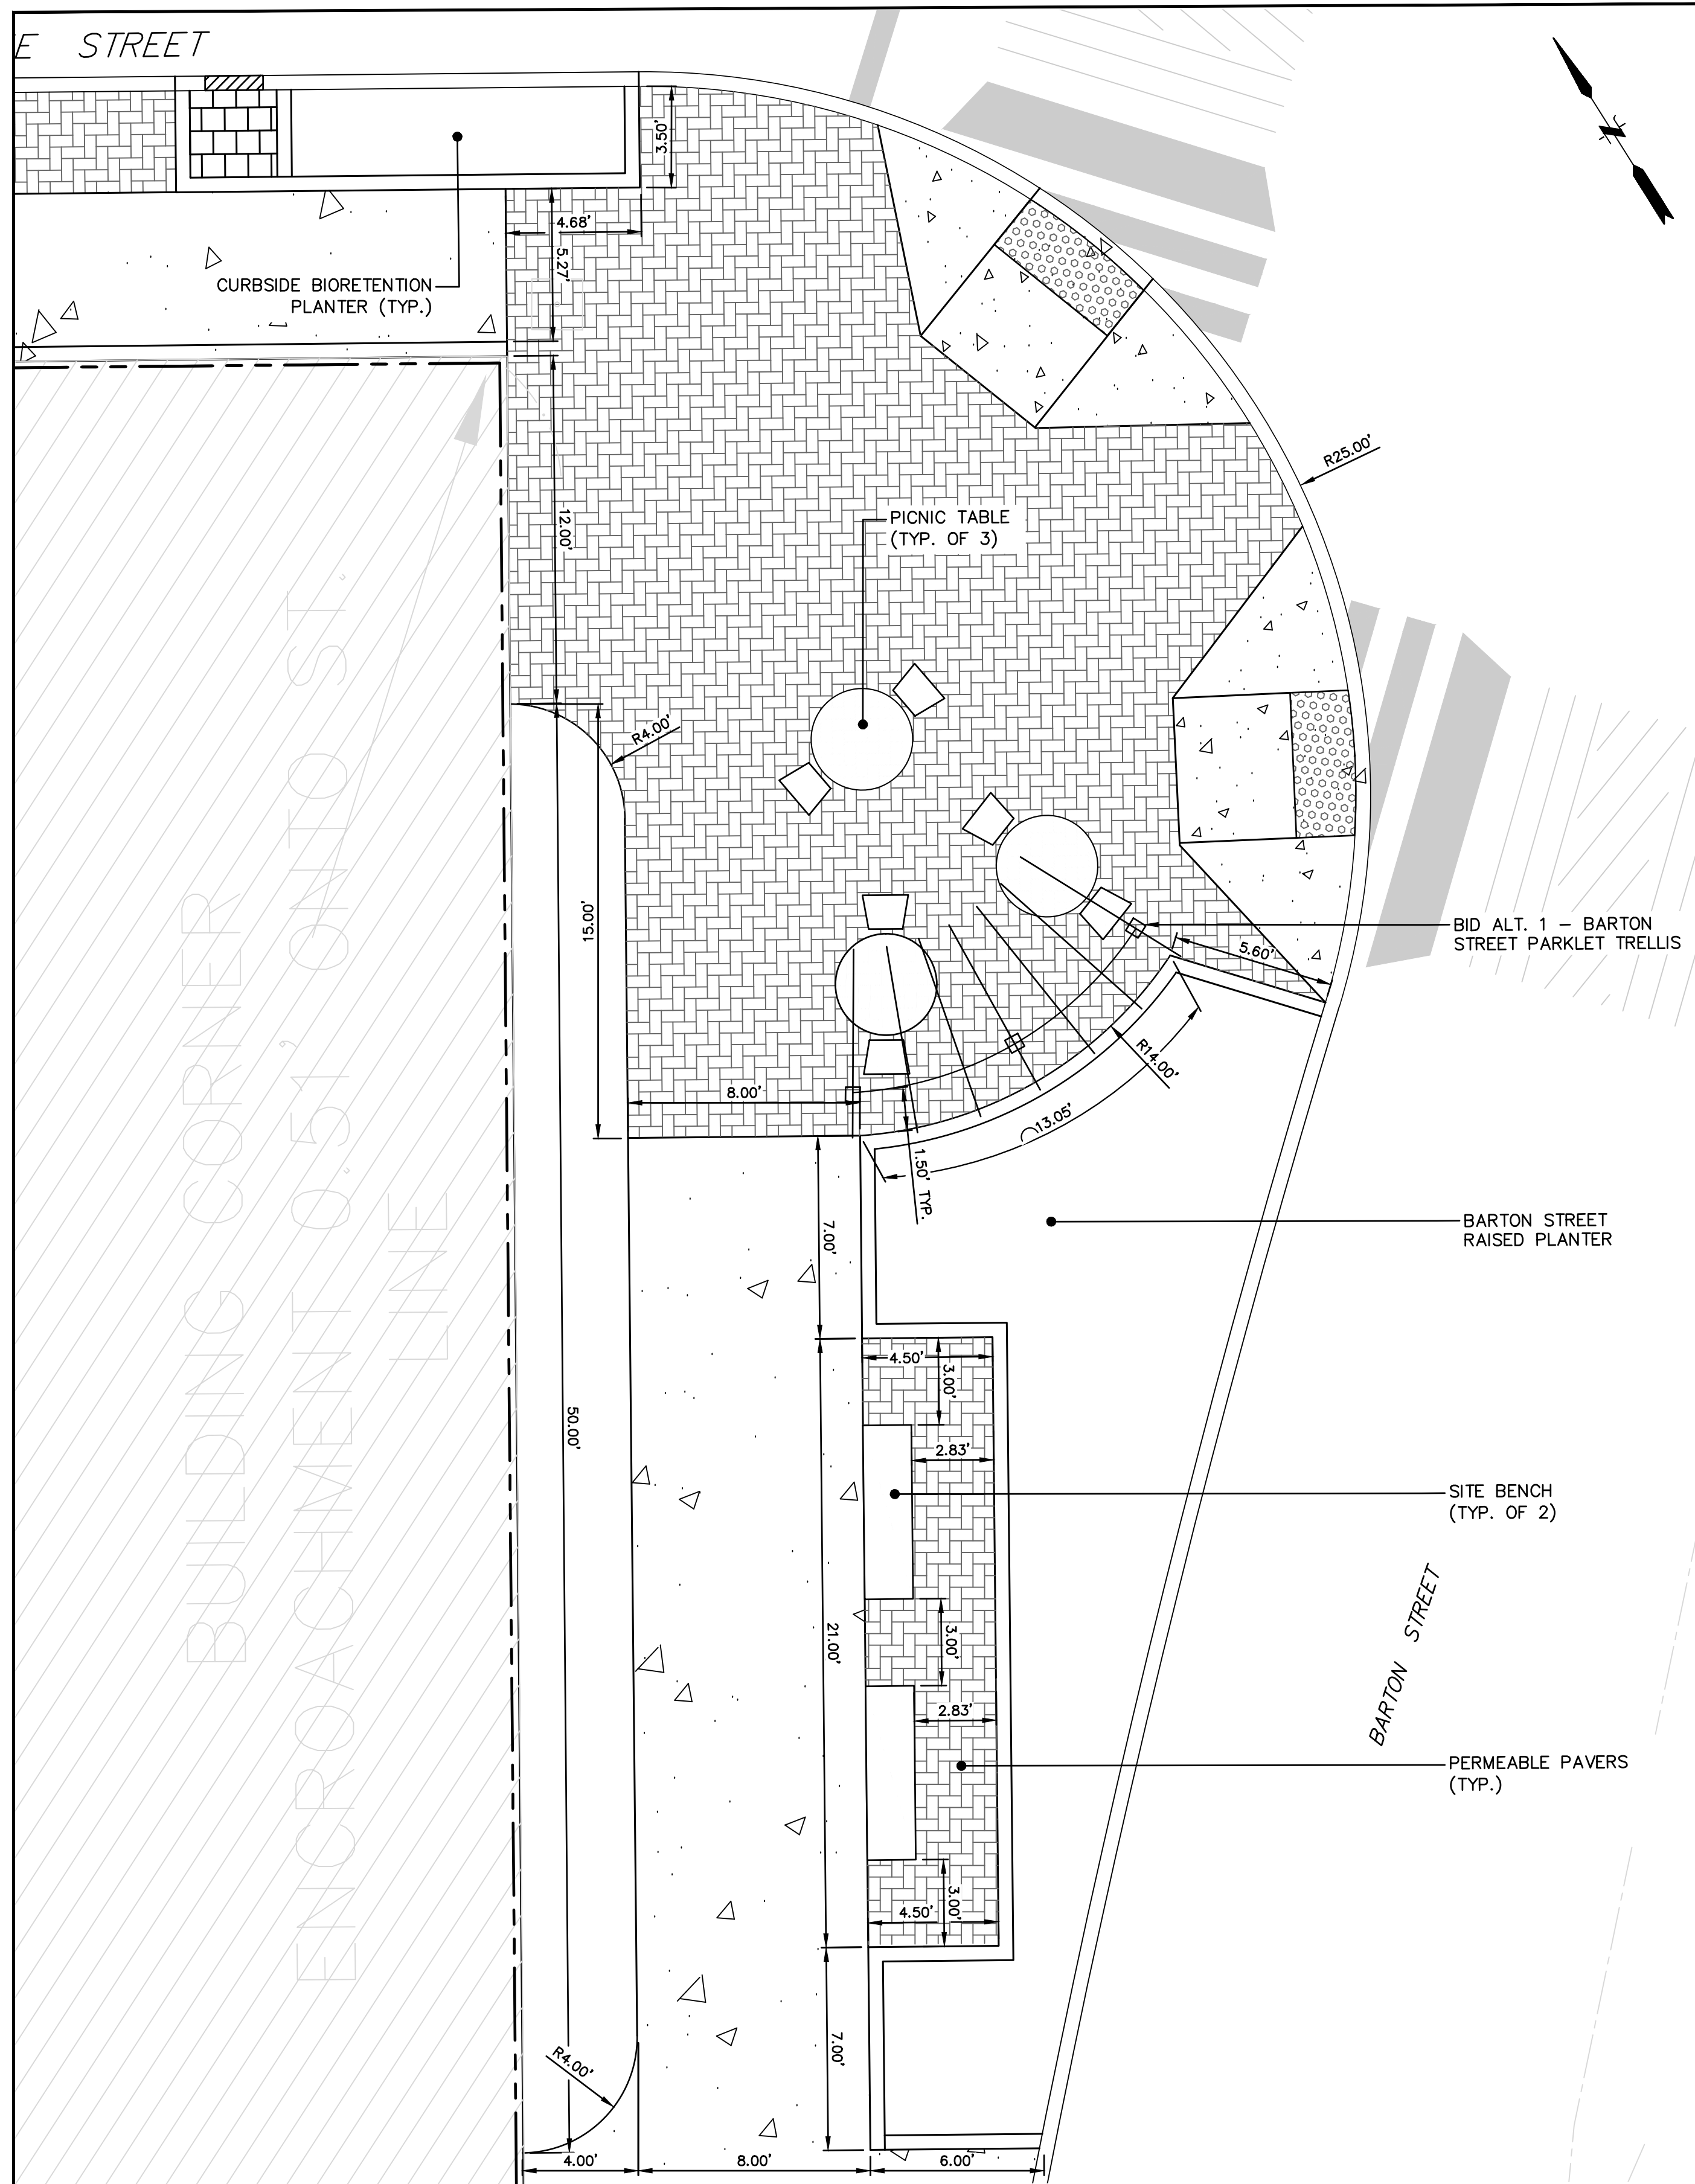 E STREET
3.50'
4.68'
5.27'
CURBSIDE BIORETENTION
PLANTER (TYP.)
N
R25.00'
PICNIC TABLE
(TYP. OF 3)
12.00'
R4.00'
15.00'
BID ALT. 1 – BARTON
STREET PARKLET TRELLIS
5.60'
R14.00'
8.00'
13.05'
1.50' TYP.
BUILDING CORNER
ENCROACHMENT 0.51' ONTO ST.
LINE
7.00'
BARTON STREET
RAISED PLANTER
4.50'
3.00'
50.00'
2.83'
SITE BENCH
(TYP. OF 2)
21.00'
3.00'
2.83'
BARTON STREET
PERMEABLE PAVERS
(TYP.)
4.50'
3.00'
7.00'
R4.00'
4.00'
8.00'
6.00'